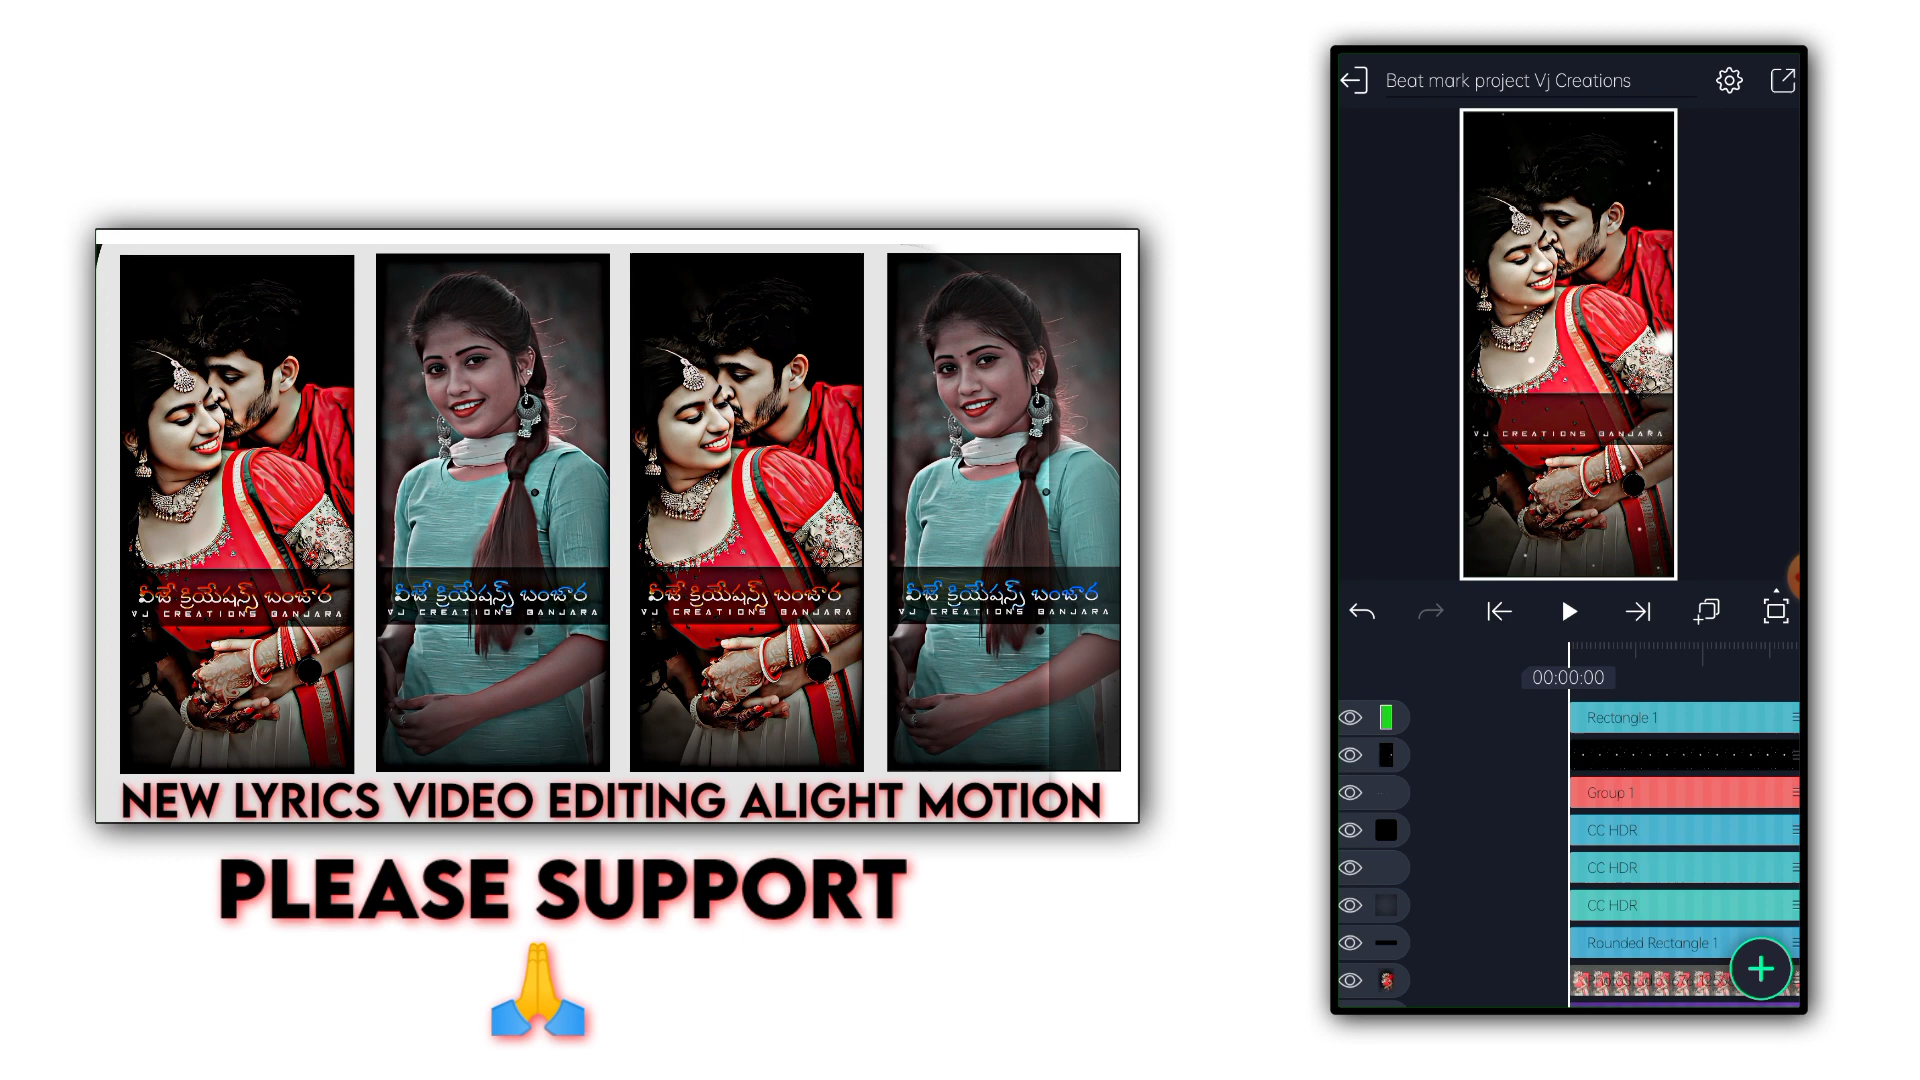 వీజే క్రియేషన్స్ బంజార
VJ CREATIONS BANJARA
వీజే క్రియేషన్స్ బంజార
VJ CREATIONS BANJARA
వీజే క్రియేషన్స్ బంజార
VJ CREATIONS BANJARA
వీజే క్రియేషన్స్ బంజార
VJ CREATIONS BANJARA
NEW LYRICS VIDEO EDITING ALIGHT MOTION
PLEASE SUPPORT
Beat mark project Vj Creations
VJ CREATIONS BANJARA
00:00:00
Rectangle 1
Group 1
CC HDR
CC HDR
CC HDR
Rounded Rectangle 1